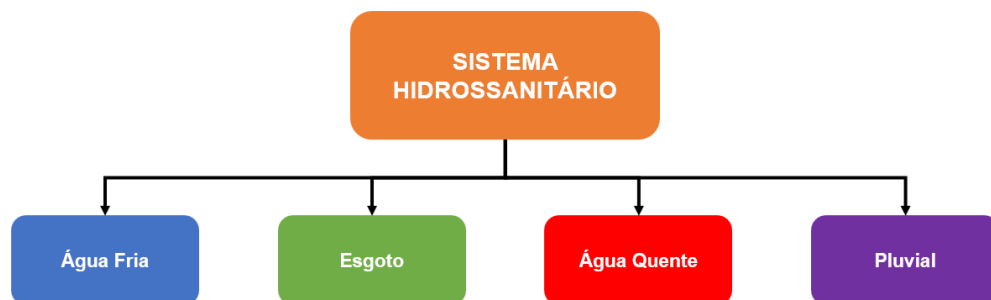 SISTEMA
HIDROSSANITÁRIO
Água Fria
Esgoto
Água Quente
Pluvial